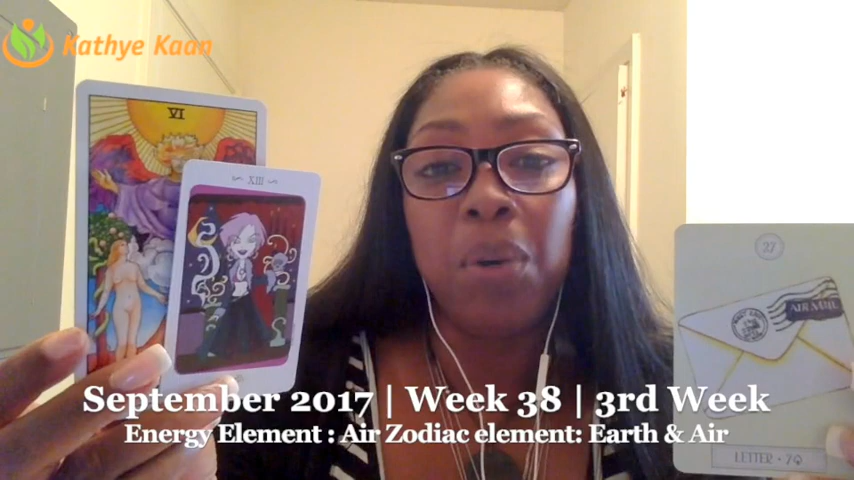 Kathye Kaan
VI
XIII
27
AIR MAIL
September 2017 | Week 38 | 3rd Week
Energy Element : Air Zodiac element: Earth & Air
LETTER • 7♤